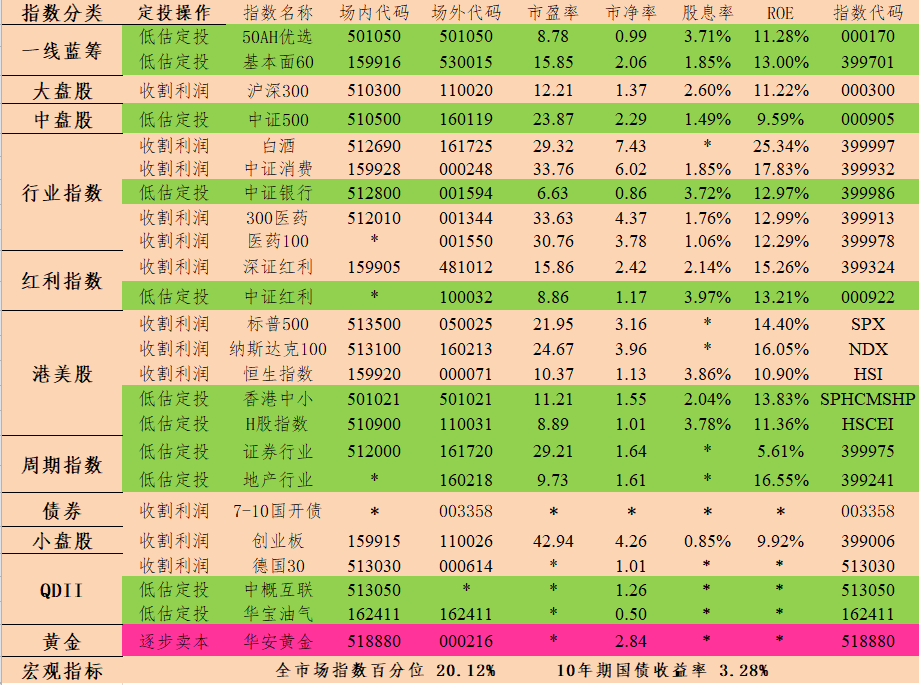 指数分类 定投操作 指数名称 场内代码 场外代码 市盈率 市净率 股息率 ROE 指数代码
一线蓝筹 低估定投 50AH优选 501050 501050 8.78 0.99 3.71% 11.28% 000170
低估定投 基本面60 159916 530015 15.85 2.06 1.85% 13.00% 399701
大盘股 收割利润 沪深300 510300 110020 12.21 1.37 2.60% 11.22% 000300
中盘股 低估定投 中证500 510500 160119 23.87 2.29 1.49% 9.59% 000905
行业指数 收割利润 白酒 512690 161725 29.32 7.43 * 25.34% 399997
收割利润 中证消费 159928 000248 33.76 6.02 1.85% 17.83% 399932
低估定投 中证银行 512800 001594 6.63 0.86 3.72% 12.97% 399986
收割利润 300医药 512010 001344 33.63 4.37 1.76% 12.99% 399913
收割利润 医药100 * 001550 30.76 3.78 1.06% 12.29% 399978
红利指数 收割利润 深证红利 159905 481012 15.86 2.42 2.14% 15.26% 399324
低估定投 中证红利 * 100032 8.86 1.17 3.97% 13.21% 000922
港美股 收割利润 标普500 513500 050025 21.95 3.16 * 14.40% SPX
收割利润 纳斯达克100 513100 160213 24.67 3.96 * 16.05% NDX
收割利润 恒生指数 159920 000071 10.37 1.13 3.86% 10.90% HSI
低估定投 香港中小 501021 501021 11.21 1.55 2.04% 13.83% SPHCMSHP
低估定投 H股指数 510900 110031 8.89 1.01 3.78% 11.36% HSCEI
周期指数 低估定投 证券行业 512000 161720 29.21 1.64 * 5.61% 399975
低估定投 地产行业 * 160218 9.73 1.61 * 16.55% 399241
债券 收割利润 7-10国开债 * 003358 * * * * 003358
小盘股 收割利润 创业板 159915 110026 42.94 4.26 0.85% 9.92% 399006
QDII 收割利润 德国30 513030 000614 * 1.01 * * 513030
低估定投 中概互联 513050 * * 1.26 * * 513050
低估定投 华宝油气 162411 162411 * 0.50 * * 162411
黄金 逐步卖本 华安黄金 518880 000216 * 2.84 * * 518880
宏观指标 全市场指数百分位 20.12% 10年期国债收益率 3.28%